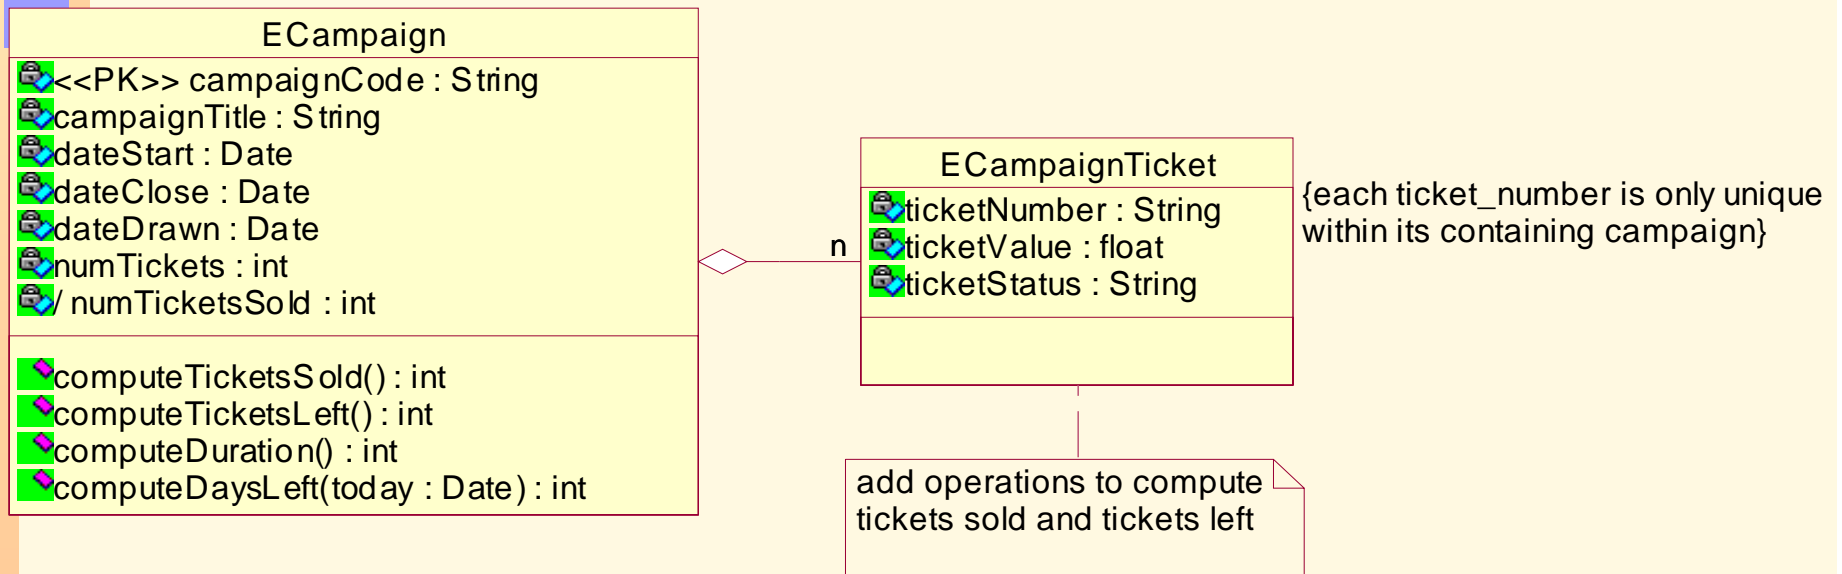 ECampaign
<<PK>> campaignCode : String
campaignTitle : String
dateStart : Date
dateClose : Date
dateDrawn : Date
numTickets : int
/ numTicketsSold : int
computeTicketsSold() : int
computeTicketsLeft() : int
computeDuration() : int
computeDaysLeft(today : Date) : int
n
ECampaignTicket
ticketNumber : String
ticketValue : float
ticketStatus : String
{each ticket_number is only unique
within its containing campaign}
add operations to compute
tickets sold and tickets left